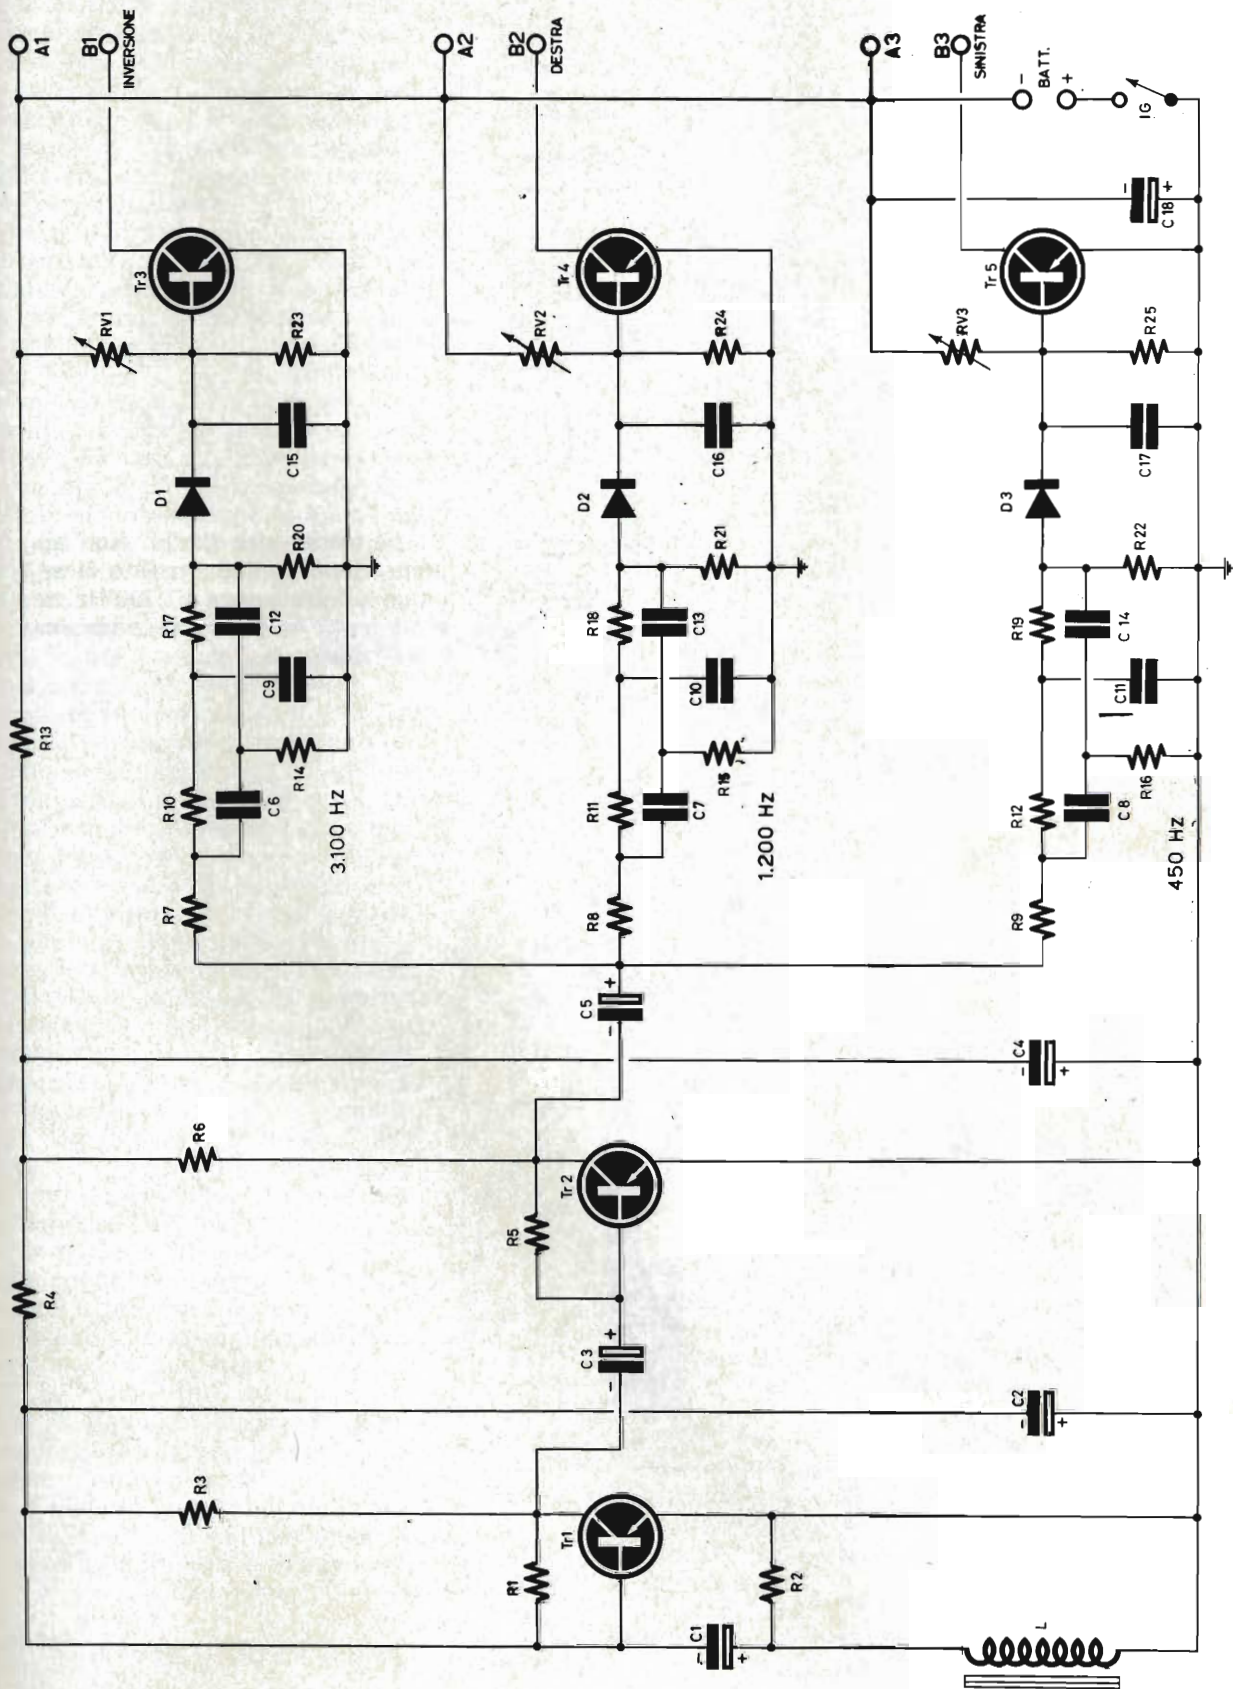 A1
B1
INVERSIONE
A2
B2
DESTRA
A3
B3
SINISTRA
-
BATT.
+
IG
R13
RV1
Tr3
R23
C15
D1
R20
R17
C12
C9
R14
R10
C6
3.100 Hz
R7
RV2
Tr4
R24
C16
D2
R21
R18
C13
C10
R15
R11
C7
1.200 Hz
R8
RV3
Tr5
R25
C17
C18
-
+
D3
R22
R19
C14
C11
R16
R12
C8
450 Hz
R9
C5
-
+
C4
-
+
R6
Tr2
R5
R4
C3
-
+
C2
-
+
R3
Tr1
R1
R2
C1
-
+
L